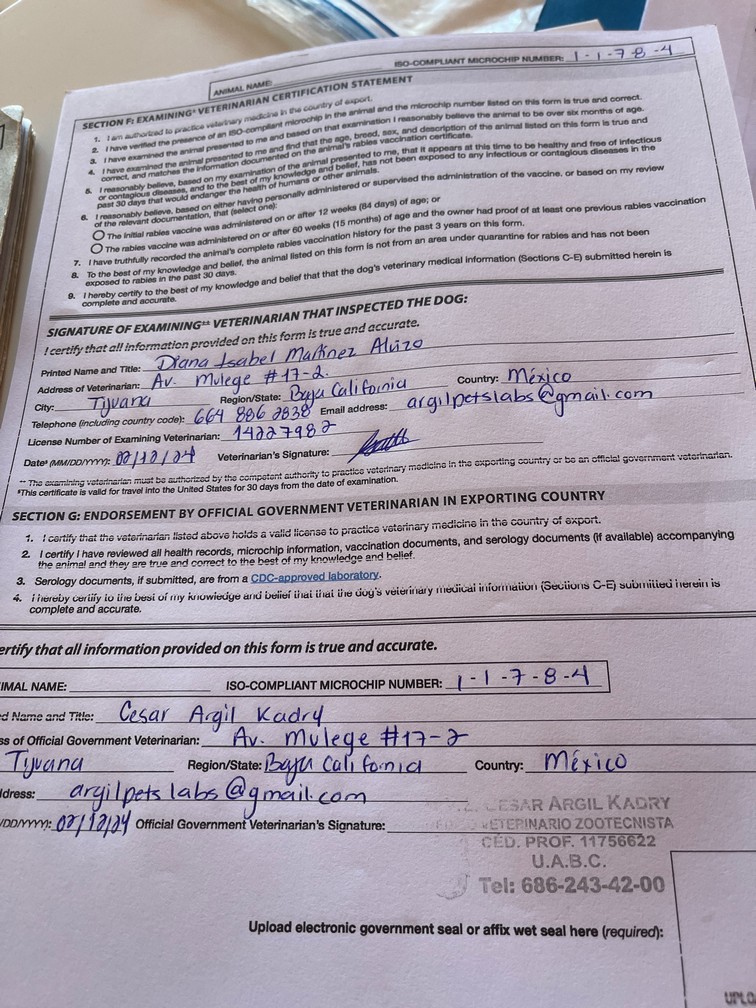 ANIMAL NAME: ISO-COMPLIANT MICROCHIP NUMBER: 1-1-7-8-4
SECTION F: EXAMINING* VETERINARIAN CERTIFICATION STATEMENT
1. I am authorized to practice veterinary medicine in the country of export.
2. I have verified the presence of an ISO-compliant microchip in the animal and the microchip number listed on this form is true and correct.
3. I have examined the animal presented to me and based on that examination I reasonably believe the animal to be over six months of age.
4. I have examined the animal presented to me and find that the age, breed, sex, and description of the animal listed on this form is true and
correct, and matches the information documented on the animal's rabies vaccination certificate.
5. I reasonably believe, based on my examination of the animal presented to me, that it appears at this time to be healthy and free of infectious
or contagious diseases, and to the best of my knowledge and belief, has not been exposed to any infectious or contagious diseases in the
past 30 days that would endanger the health of humans or other animals.
6. I reasonably believe, based on either having personally administered or supervised the administration of the vaccine, or based on my review
of the relevant documentation, that (select one):
The initial rabies vaccine was administered on or after 12 weeks (84 days) of age; or
The rabies vaccine was administered on or after 60 weeks (15 months) of age and the owner had proof of at least one previous rabies vaccination
7. I have truthfully recorded the animal's complete rabies vaccination history for the past 3 years on this form.
8. To the best of my knowledge and belief, the animal listed on this form is not from an area under quarantine for rabies and has not been
exposed to rabies in the past 30 days.
9. I hereby certify to the best of my knowledge and belief that that the dog's veterinary medical information (Sections C-E) submitted herein is
complete and accurate.
SIGNATURE OF EXAMINING** VETERINARIAN THAT INSPECTED THE DOG:
I certify that all information provided on this form is true and accurate.
Printed Name and Title: Diana Isabel Martinez
Address of Veterinarian: Av. Mulege #17-2.
City: Tijuana Region/State: Baja California Country: México
Telephone (including country code): 664 886 2838 Email address: argilpetslabs@gmail.com
License Number of Examining Veterinarian: 14227982
Date (MM/DD/YYYY): Veterinarian's Signature:
** The examining veterinarian must be authorized by the competent authority to practice veterinary medicine in the exporting country or be an official government veterinarian.
This certificate is valid for travel into the United States for 30 days from the date of examination.
SECTION G: ENDORSEMENT BY OFFICIAL GOVERNMENT VETERINARIAN IN EXPORTING COUNTRY
1. I certify that the veterinarian listed above holds a valid license to practice veterinary medicine in the country of export.
2. I certify I have reviewed all health records, microchip information, vaccination documents, and serology documents (if available) accompanying
the animal and they are true and correct to the best of my knowledge and belief.
3. Serology documents, if submitted, are from a CDC-approved laboratory.
4. I hereby certify to the best of my knowledge and belief that that the dog's veterinary medical information (Sections C-E) submitted herein is
complete and accurate.
ertify that all information provided on this form is true and accurate.
IMAL NAME: ISO-COMPLIANT MICROCHIP NUMBER: 1-1-7-8-4
d Name and Title: Cesar Argil Kadry
ss of Official Government Veterinarian: Av. Mulege #17-2
Tijuana Region/State: Baja California Country: México
ddress: argilpetslabs@gmail.com
/DD/YYYY): Official Government Veterinarian's Signature:
CESAR ARGIL KADRY
VETERINARIO ZOOTECNISTA
CÉD. PROF. 11756622
U.A.B.C.
Tel: 686-243-42-00
Upload electronic government seal or affix wet seal here (required):
UPLO